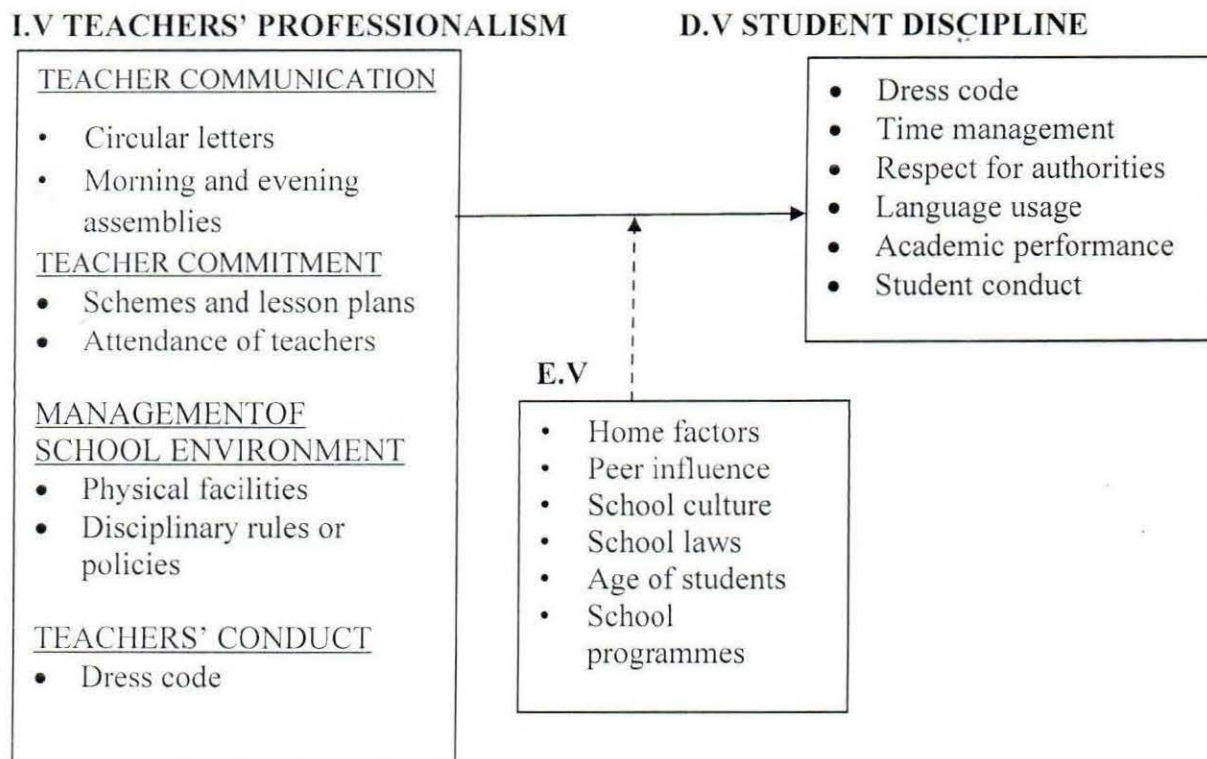 I.V TEACHERS' PROFESSIONALISM
TEACHER COMMUNICATION
• Circular letters
• Morning and evening
assemblies
TEACHER COMMITMENT
• Schemes and lesson plans
• Attendance of teachers
MANAGEMENTOF
SCHOOL ENVIRONMENT
• Physical facilities
• Disciplinary rules or
policies
TEACHERS' CONDUCT
• Dress code
D.V STUDENT DISCIPLINE
• Dress code
• Time management
• Respect for authorities
• Language usage
• Academic performance
• Student conduct
E.V
• Home factors
• Peer influence
• School culture
• School laws
• Age of students
• School
programmes